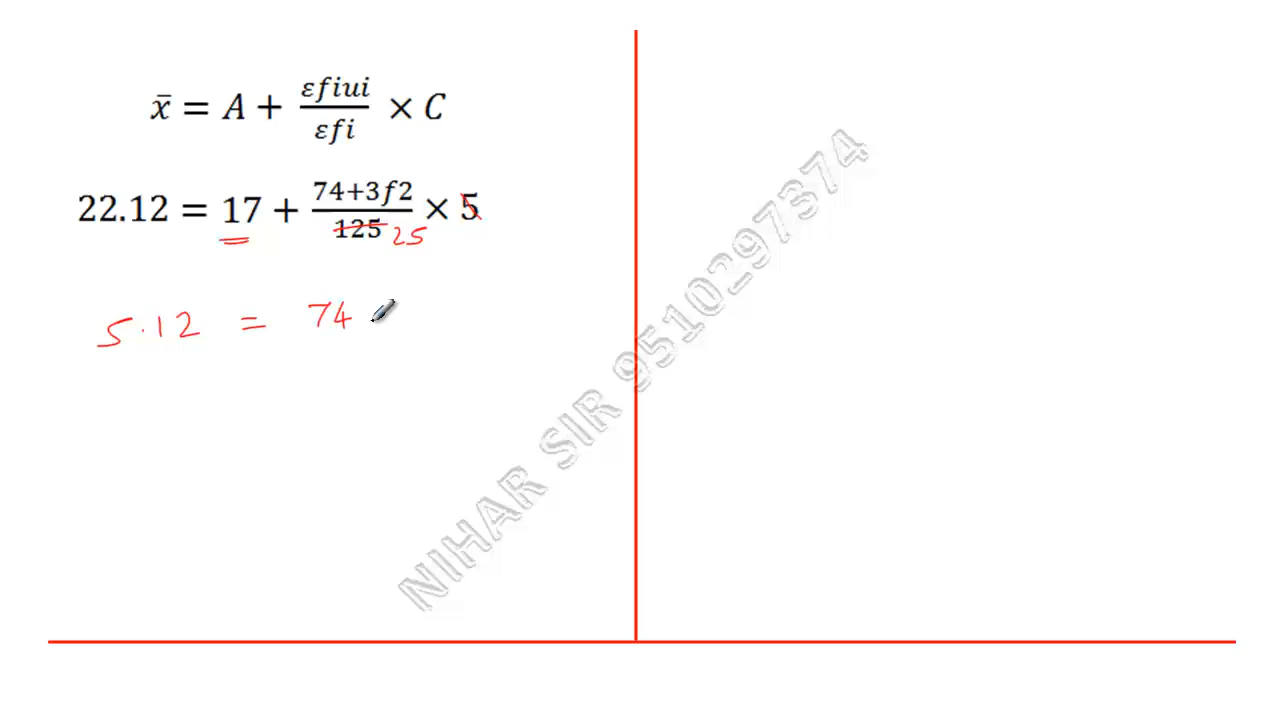 x̄ = A + εfiui / εfi × C
22.12 = 17 + 74+3f2 / 125 × 5
25
5.12 = 74
NIHAR SIR 9510297374